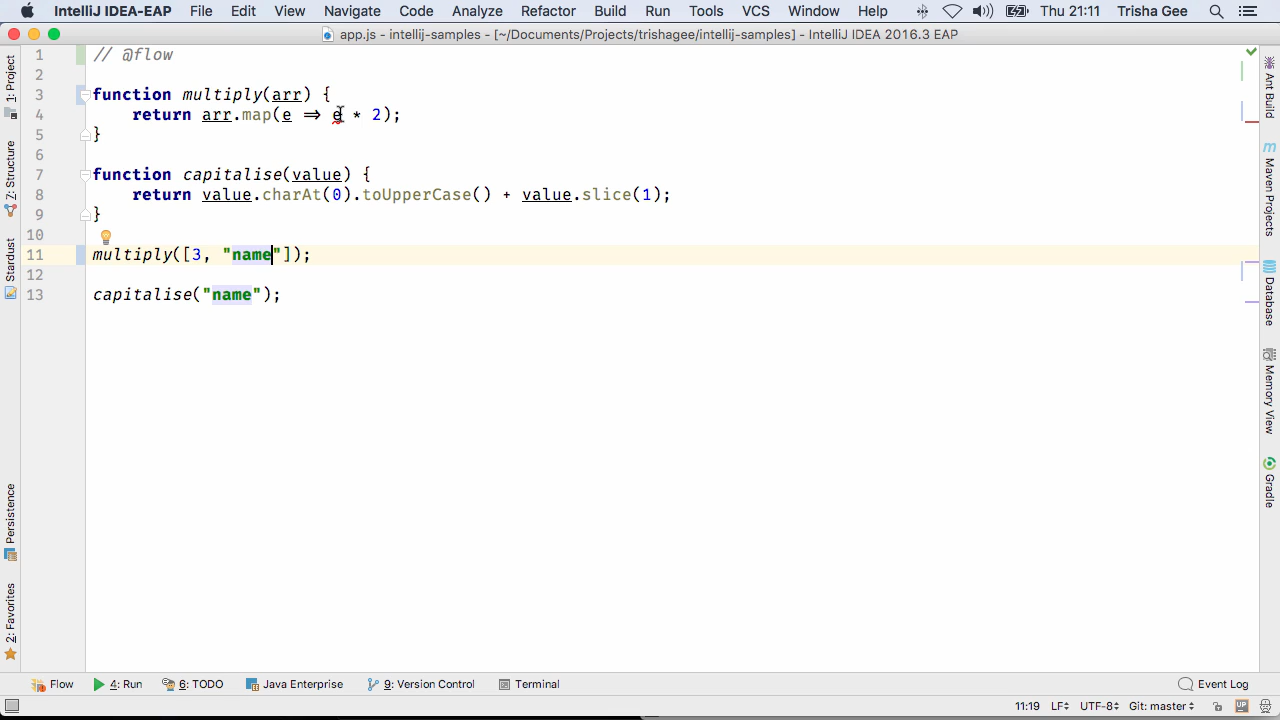 IntelliJ IDEA-EAP File Edit View Navigate Code Analyze Refactor Build Run Tools VCS Window Help Thu 21:11 Trisha Gee
app.js - intellij-samples - [~/Documents/Projects/trishagee/intellij-samples] - IntelliJ IDEA 2016.3 EAP
1: Project
Z: Structure
Stardust
Persistence
2: Favorites
1 // @flow
2
3 function multiply(arr) {
4 return arr.map(e => e * 2);
5 }
6
7 function capitalise(value) {
8 return value.charAt(0).toUpperCase() + value.slice(1);
9 }
10
11 multiply([3, "name"]);
12
13 capitalise("name");
Ant Build
Maven Projects
Database
Memory View
Gradle
Flow 4: Run 6: TODO Java Enterprise 9: Version Control Terminal Event Log
11:19 LF UTF-8 Git: master UP